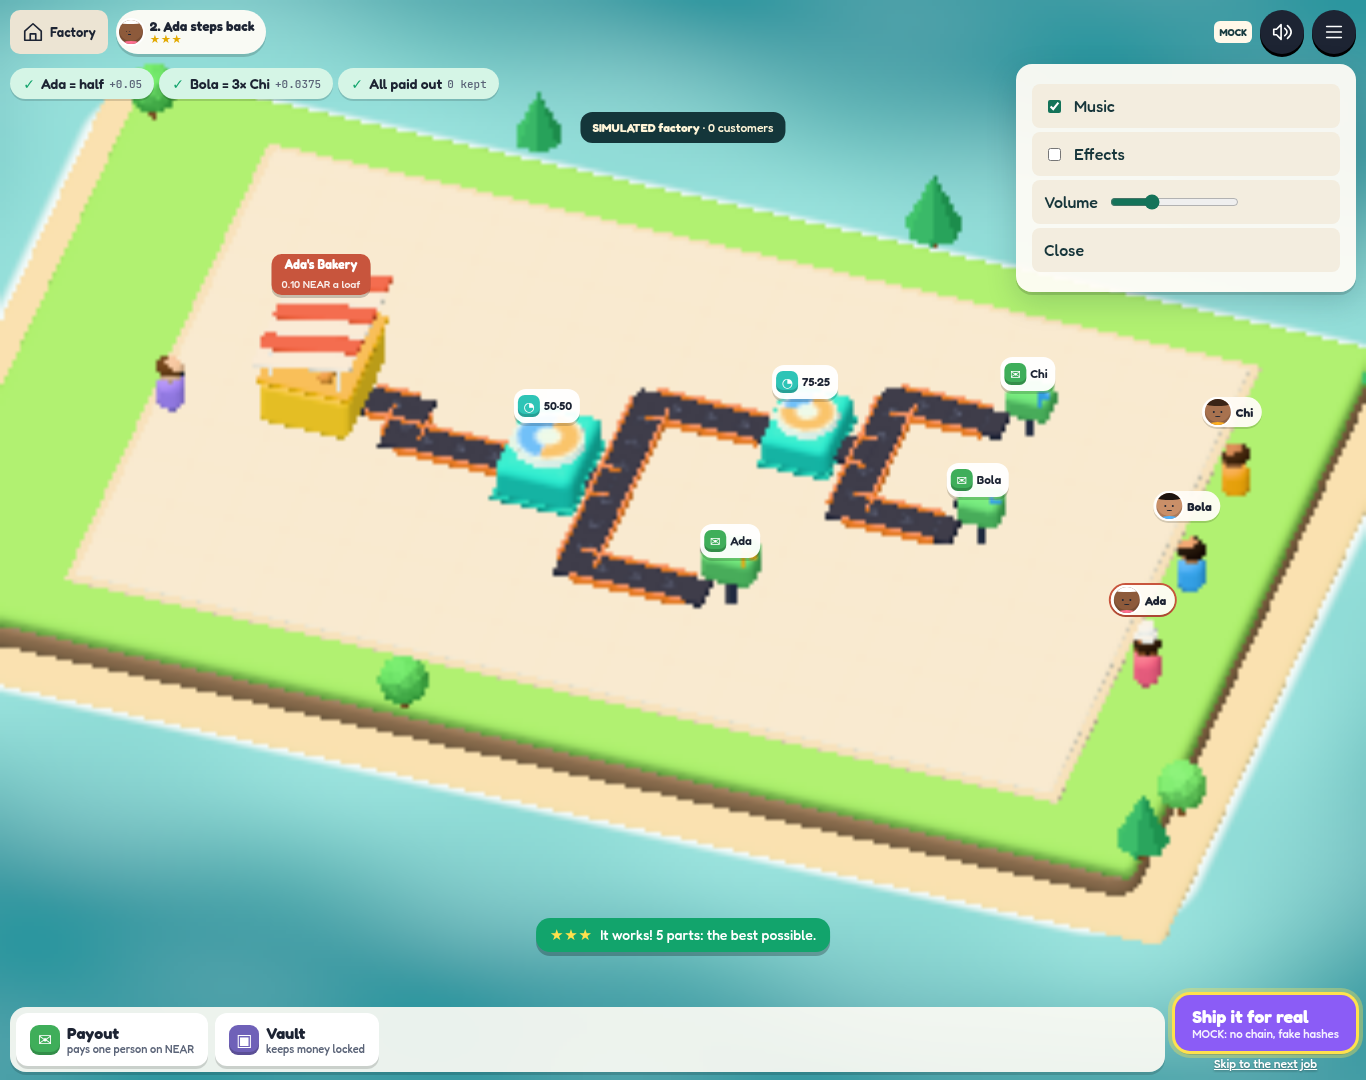 Factory
2. Ada steps back
★★★
MOCK
✓ Ada = half +0.05
✓ Bola = 3x Chi +0.0375
✓ All paid out 0 kept
SIMULATED factory · 0 customers
Music
Effects
Volume
Close
Ada's Bakery
0.10 NEAR a loaf
50·50
75·25
Chi
Chi
Bola
Bola
Ada
Ada
★★★ It works! 5 parts: the best possible.
Payout
pays one person on NEAR
Vault
keeps money locked
Ship it for real
MOCK: no chain, fake hashes
Skip to the next job